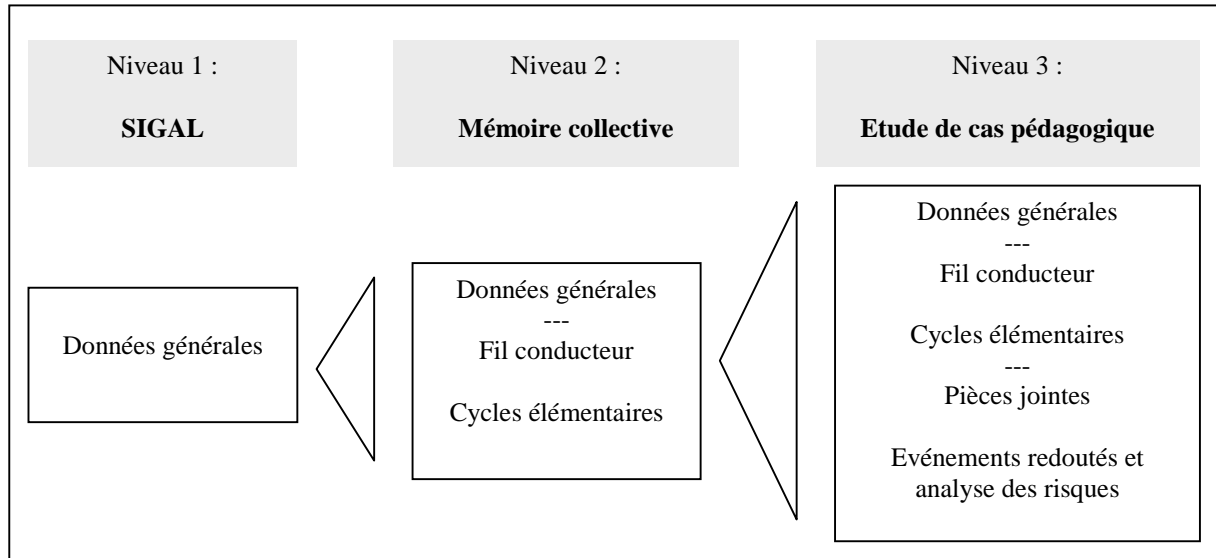 Niveau 1 :
SIGAL
Niveau 2 :
Mémoire collective
Niveau 3 :
Etude de cas pédagogique
Données générales
Données générales
---
Fil conducteur
Cycles élémentaires
Données générales
---
Fil conducteur
Cycles élémentaires
---
Pièces jointes
Evénements redoutés et
analyse des risques